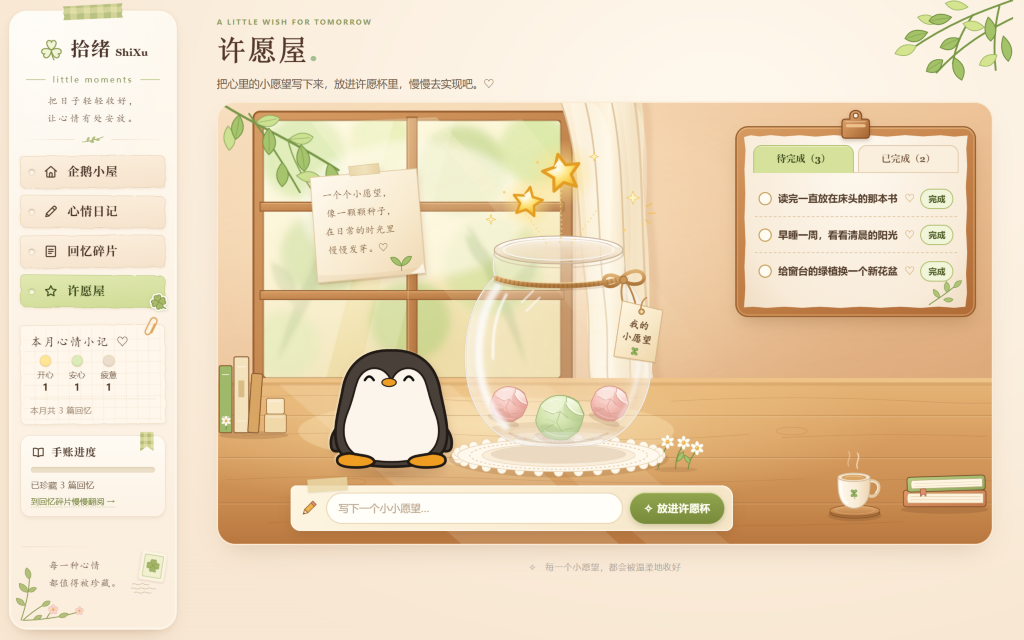 拾绪 ShiXu
little moments
把日子轻轻收好，
让心情有处安放。
企鹅小屋
心情日记
回忆碎片
许愿屋
本月心情小记 ♡
开心 安心 疲惫
1 1 1
本月共 3 篇回忆
手账进度
已珍藏 3 篇回忆
到回忆碎片慢慢翻阅 →
每一种心情
都值得被珍藏。
A LITTLE WISH FOR TOMORROW
许愿屋。
把心里的小愿望写下来，放进许愿杯里，慢慢去实现吧。♡
一个个小愿望，
像一颗颗种子，
在日常的时光里
慢慢发芽。♡
我的
小愿望
待完成（3） 已完成（2）
读完一直放在床头的那本书 ♡ 完成
早睡一周，看看清晨的阳光 ♡ 完成
给窗台的绿植换一个新花盆 ♡ 完成
写下一个小小愿望...
✧ 放进许愿杯
✧ 每一个小愿望，都会被温柔地收好